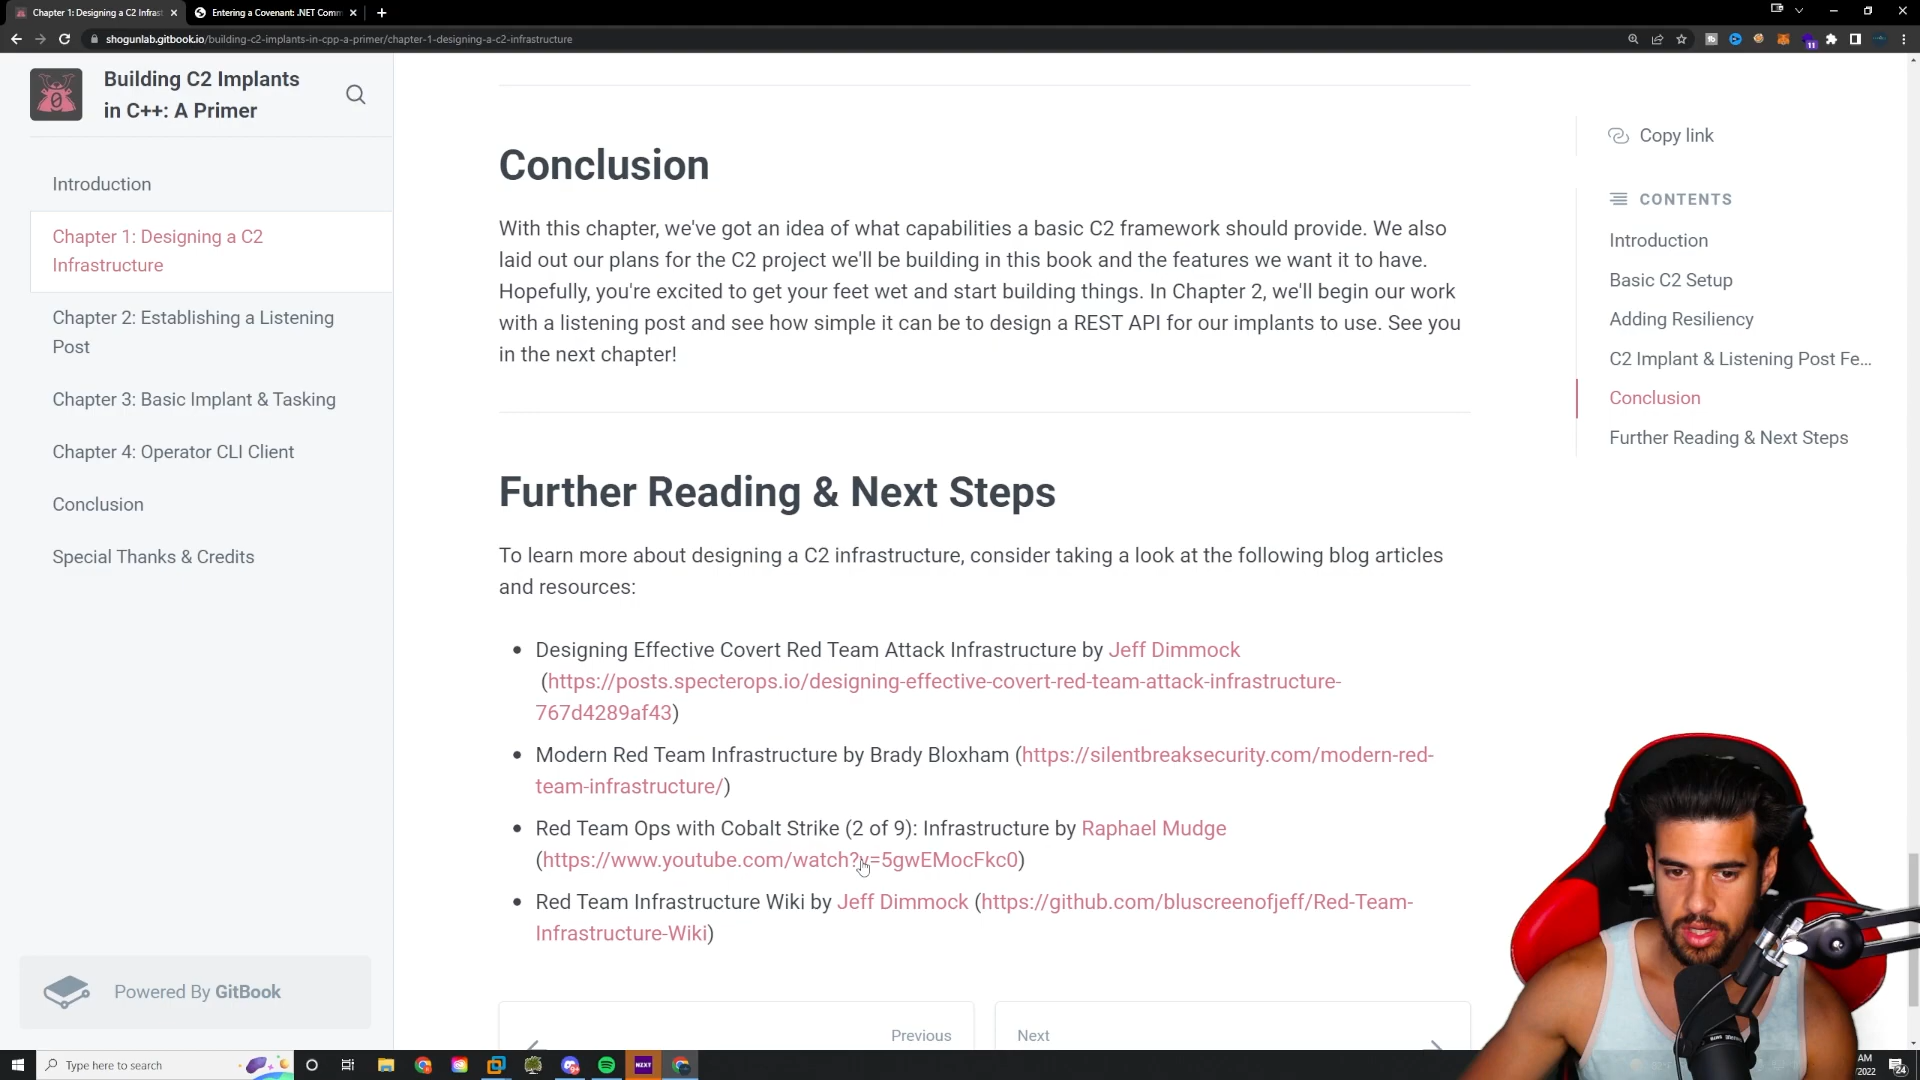 Chapter 1: Designing a C2 Infrast
Entering a Covenant: .NET Comm
shogunlab.gitbook.io/building-c2-implants-in-cpp-a-primer/chapter-1-designing-a-c2-infrastructure
11
Building C2 Implants
in C++: A Primer
Introduction
Chapter 1: Designing a C2
Infrastructure
Chapter 2: Establishing a Listening
Post
Chapter 3: Basic Implant & Tasking
Chapter 4: Operator CLI Client
Conclusion
Special Thanks & Credits
Powered By GitBook
Conclusion
With this chapter, we've got an idea of what capabilities a basic C2 framework should provide. We also
laid out our plans for the C2 project we'll be building in this book and the features we want it to have.
Hopefully, you're excited to get your feet wet and start building things. In Chapter 2, we'll begin our work
with a listening post and see how simple it can be to design a REST API for our implants to use. See you
in the next chapter!
Further Reading & Next Steps
To learn more about designing a C2 infrastructure, consider taking a look at the following blog articles
and resources:
Designing Effective Covert Red Team Attack Infrastructure by Jeff Dimmock
(https://posts.specterops.io/designing-effective-covert-red-team-attack-infrastructure-
767d4289af43)
Modern Red Team Infrastructure by Brady Bloxham (https://silentbreaksecurity.com/modern-red-
team-infrastructure/)
Red Team Ops with Cobalt Strike (2 of 9): Infrastructure by Raphael Mudge
(https://www.youtube.com/watch?v=5gwEMocFkc0)
Red Team Infrastructure Wiki by Jeff Dimmock (https://github.com/bluscreenofjeff/Red-Team-
Infrastructure-Wiki)
Previous
Next
Copy link
CONTENTS
Introduction
Basic C2 Setup
Adding Resiliency
C2 Implant & Listening Post Fe...
Conclusion
Further Reading & Next Steps
Type here to search
NZXT
AM
/2022
24